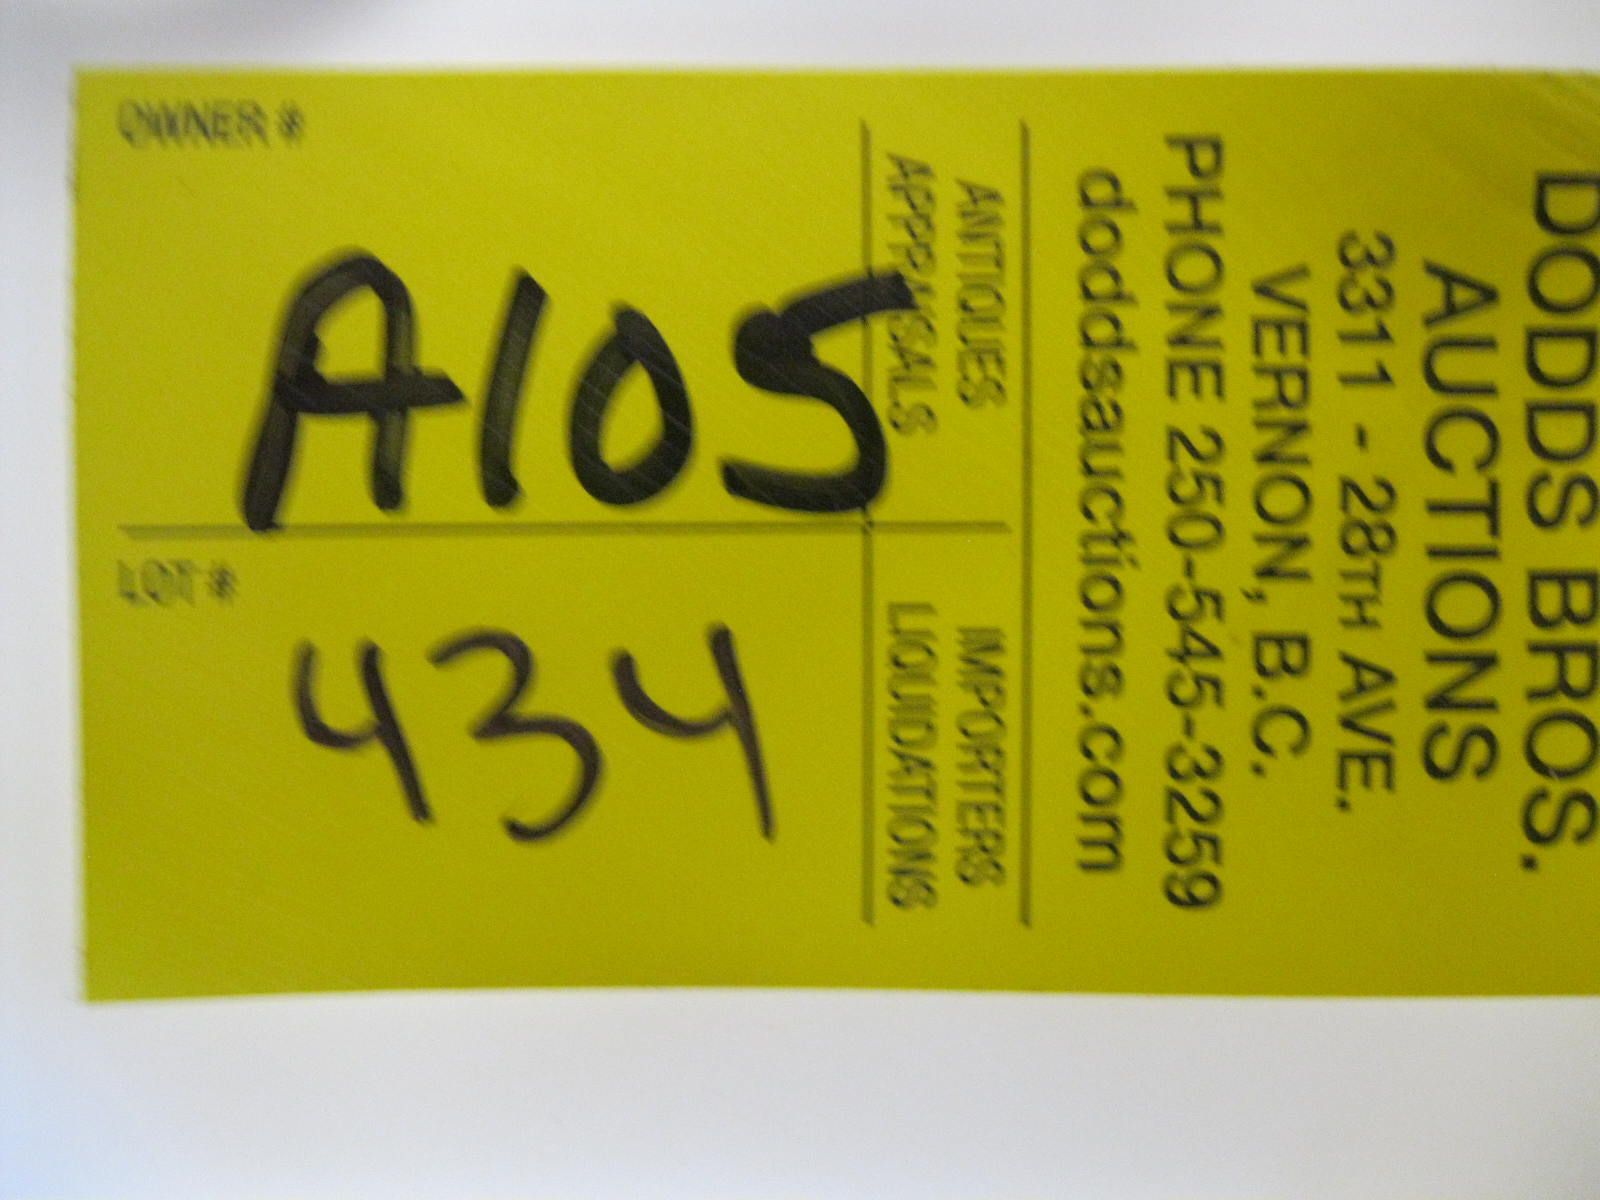 DODDS BROS.
AUCTIONS
3311 - 28TH AVE.
VERNON, B.C.
PHONE 250-545-3259
doddsauctions.com
ANTIQUES
APPRAISALS
IMPORTERS
LIQUIDATIONS
OWNER #
A105
LOT #
434